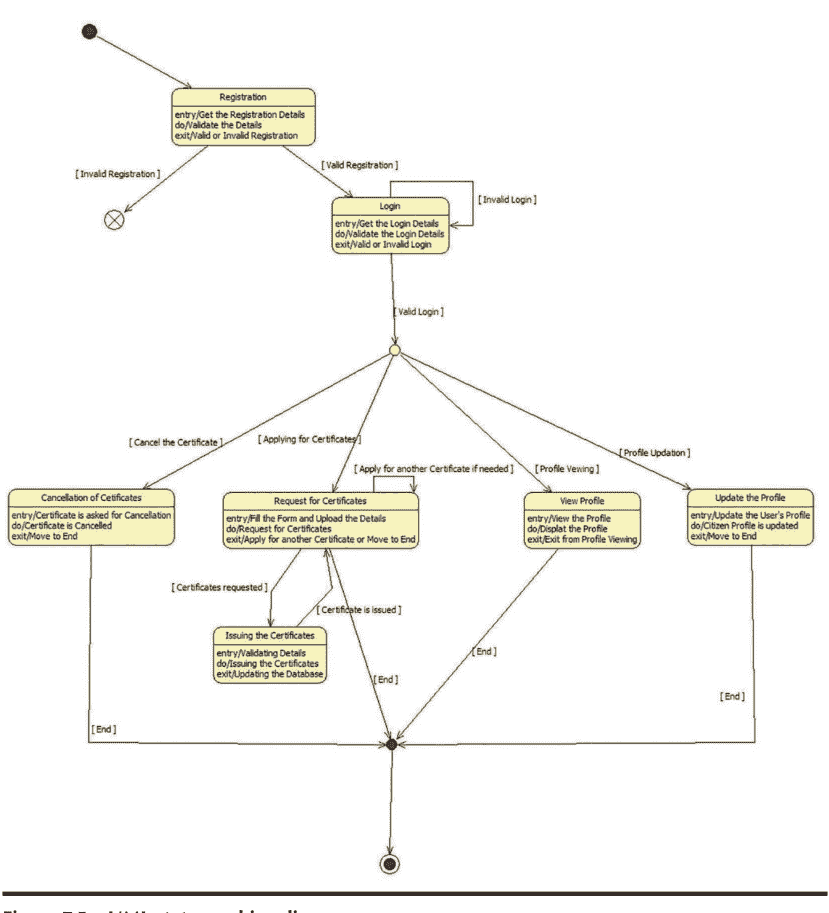 Registration
entry/Get the Registration Details
do/Validate the Details
exit/Valid or Invalid Registration
[ Invalid Registration ]
[ Valid Regsitration ]
Login
entry/Get the Login Details
do/Validate the Login Details
exit/Valid or Invalid Login
[ Invalid Login ]
[ Valid Login ]
[ Cancel the Certificate ]
[ Applying for Certificates]
[ Profile Vewing ]
[ Profile Updation ]
[ Apply for another Certificate if needed ]
Cancellation of Cetificates
entry/Certificate is asked for Cancellation
do/Certificate is Cancelled
exit/Move to End
Request for Certificates
entry/Fill the Form and Upload the Details
do/Request for Certificates
exit/Apply for another Certificate or Move to End
View Profile
entry/View the Profile
do/Displat the Profile
exit/Exit from Profile Viewing
Update the Profile
entry/Update the User's Profile
do/Citizen Profile is updated
exit/Move to End
[ Certificates requested ]
[ Certificate is issued ]
Issuing the Certificates
entry/Validating Details
do/Issuing the Certificates
exit/Updating the Database
[ End ]
[ End ]
[ End ]
[ End ]